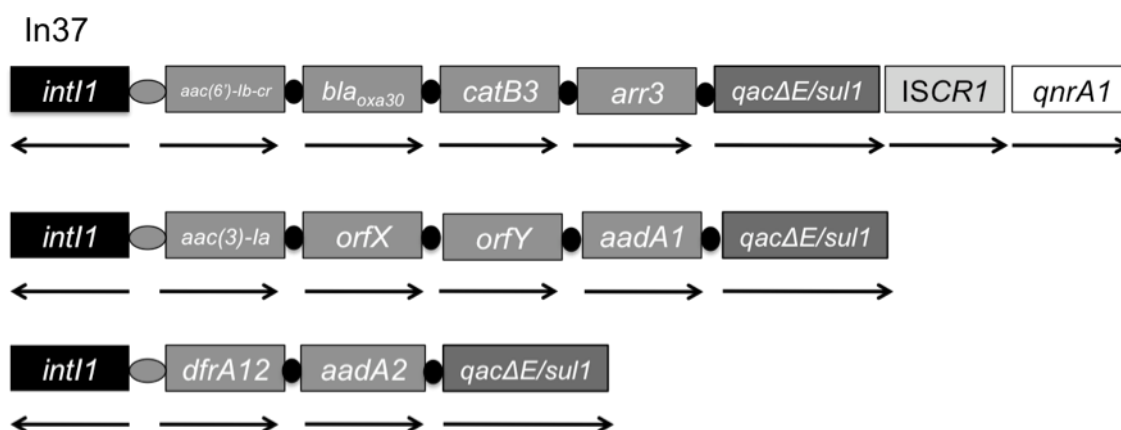 In37
intI1 aac(6')-Ib-cr bla_oxa30 catB3 arr3 qacΔE/sul1 ISCR1 qnrA1
intI1 aac(3)-Ia orfX orfY aadA1 qacΔE/sul1
intI1 dfrA12 aadA2 qacΔE/sul1